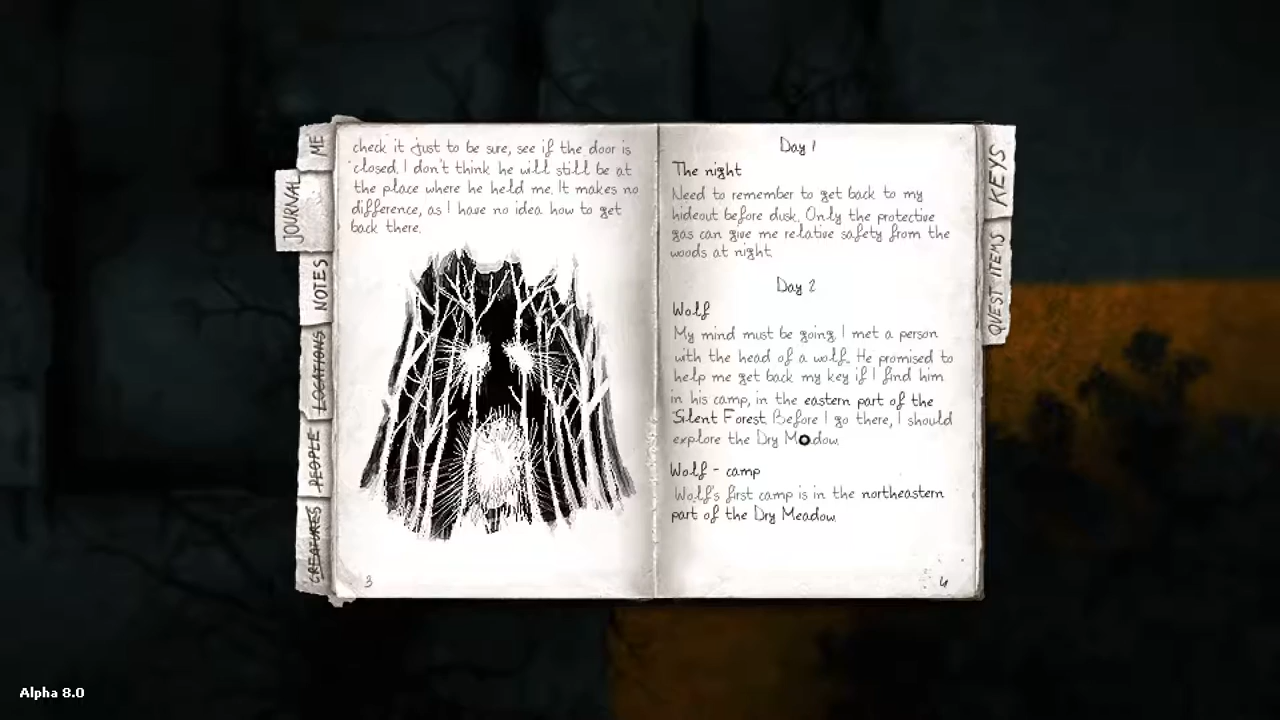 ME
JOURNAL
NOTES
LOCATIONS
PEOPLE
CREATURES
check it just to be sure, see if the door is
closed. I don't think he will still be at
the place where he held me. It makes no
difference, as I have no idea how to get
back there.
3
Day 1
The night
Need to remember to get back to my
hideout before dusk. Only the protective
gas can give me relative safety from the
woods at night.
Day 2
Wolf
My mind must be going. I met a person
with the head of a wolf. He promised to
help me get back my key if I find him
in his camp, in the eastern part of the
Silent Forest. Before I go there, I should
explore the Dry Meadow.
Wolf - camp
Wolf's first camp is in the northeastern
part of the Dry Meadow.
4
KEYS
QUEST ITEMS
Alpha 8.0